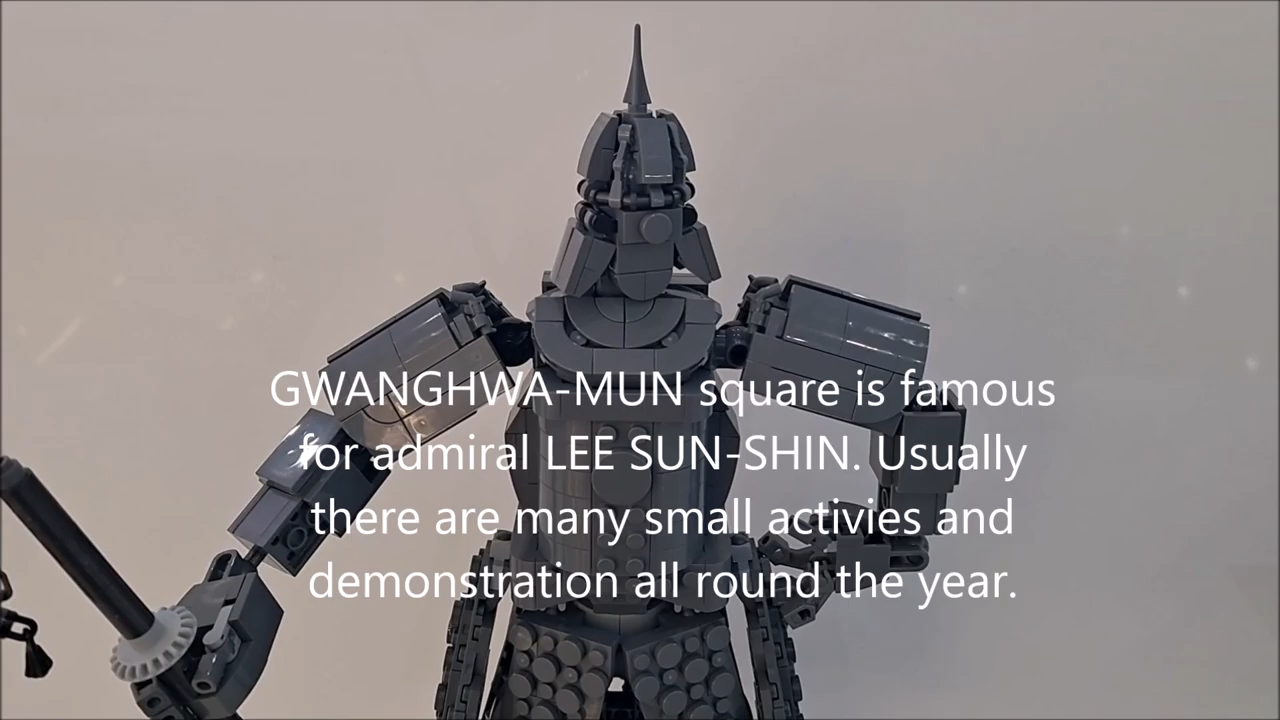 GWANGHWA-MUN square is famous
for admiral LEE SUN-SHIN. Usually
there are many small activies and
demonstration all round the year.